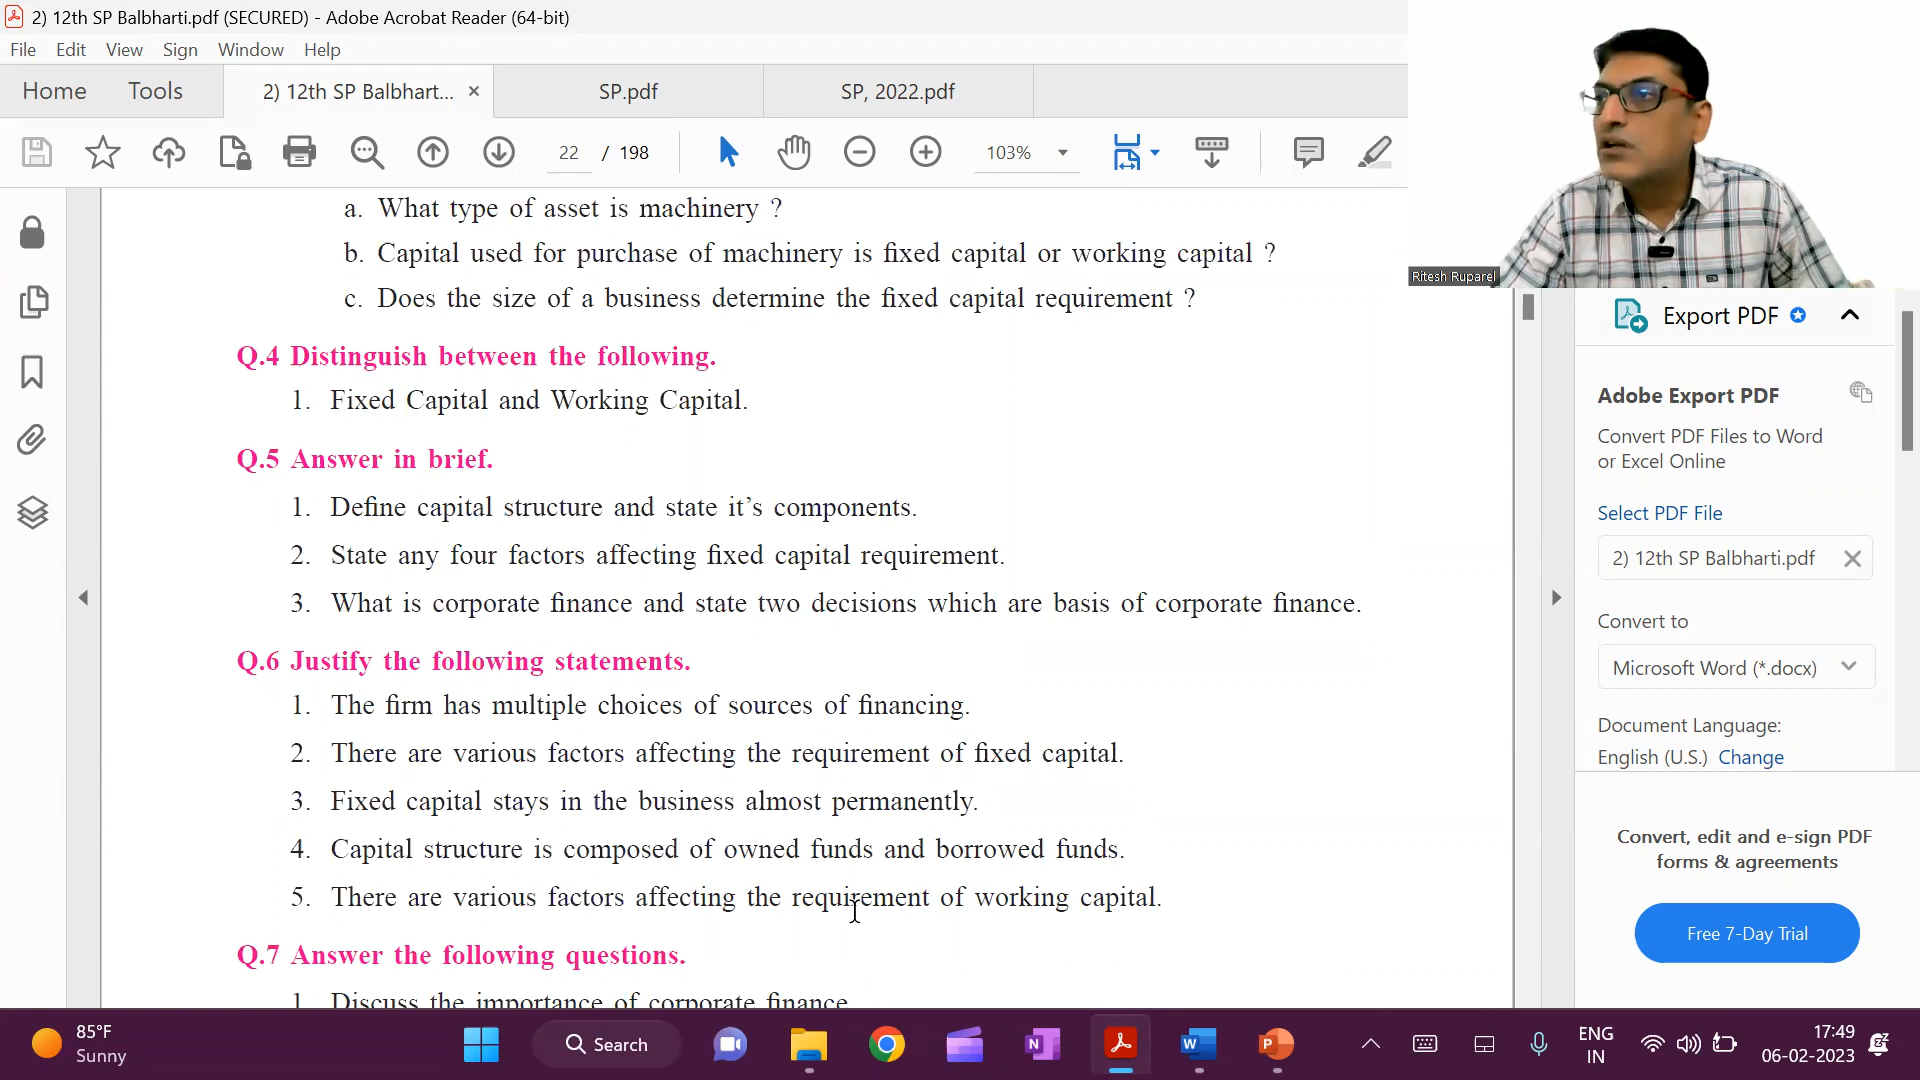 2) 12th SP Balbharti.pdf (SECURED) - Adobe Acrobat Reader (64-bit)
File Edit View Sign Window Help
Home Tools 2) 12th SP Balbhart... × SP.pdf SP, 2022.pdf
22 / 198 103%
a. What type of asset is machinery ?
b. Capital used for purchase of machinery is fixed capital or working capital ?
c. Does the size of a business determine the fixed capital requirement ?
Q.4 Distinguish between the following.
1. Fixed Capital and Working Capital.
Q.5 Answer in brief.
1. Define capital structure and state it's components.
2. State any four factors affecting fixed capital requirement.
3. What is corporate finance and state two decisions which are basis of corporate finance.
Q.6 Justify the following statements.
1. The firm has multiple choices of sources of financing.
2. There are various factors affecting the requirement of fixed capital.
3. Fixed capital stays in the business almost permanently.
4. Capital structure is composed of owned funds and borrowed funds.
5. There are various factors affecting the requirement of working capital.
Q.7 Answer the following questions.
1. Discuss the importance of corporate finance.
Ritesh Ruparel
Export PDF
Adobe Export PDF
Convert PDF Files to Word
or Excel Online
Select PDF File
2) 12th SP Balbharti.pdf
Convert to
Microsoft Word (*.docx)
Document Language:
English (U.S.) Change
Convert, edit and e-sign PDF
forms & agreements
Free 7-Day Trial
85°F
Sunny
Search
N
W
P
ENG
IN
17:49
06-02-2023